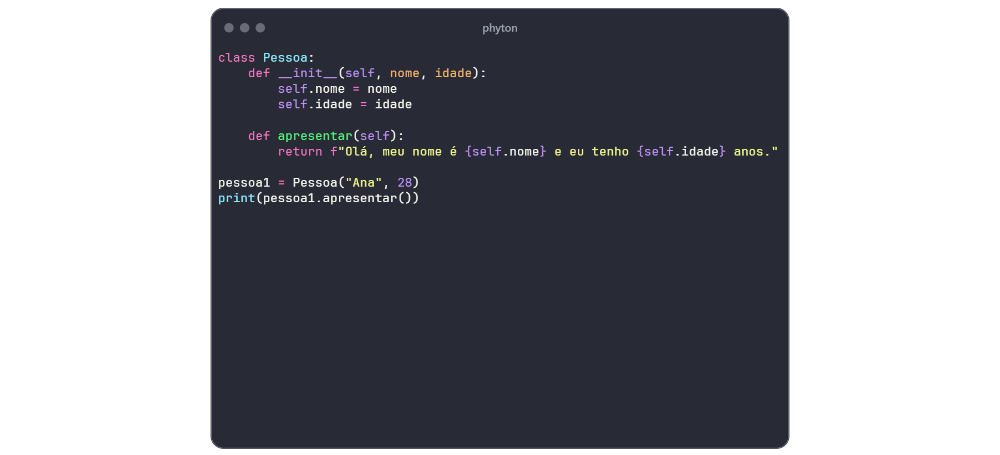 phyton
class Pessoa:
    def __init__(self, nome, idade):
        self.nome = nome
        self.idade = idade
    def apresentar(self):
        return f"Olá, meu nome é {self.nome} e eu tenho {self.idade} anos."
pessoa1 = Pessoa("Ana", 28)
print(pessoa1.apresentar())